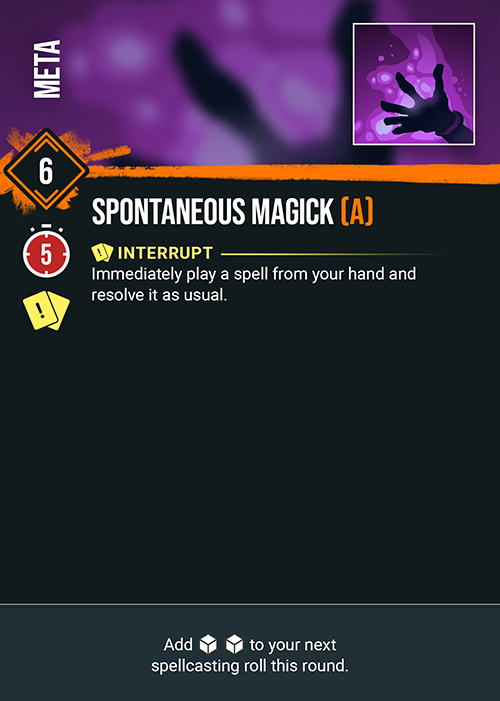 META
6
SPONTANEOUS MAGICK (A)
5
! INTERRUPT
!
Immediately play a spell from your hand and
resolve it as usual.
Add to your next
spellcasting roll this round.